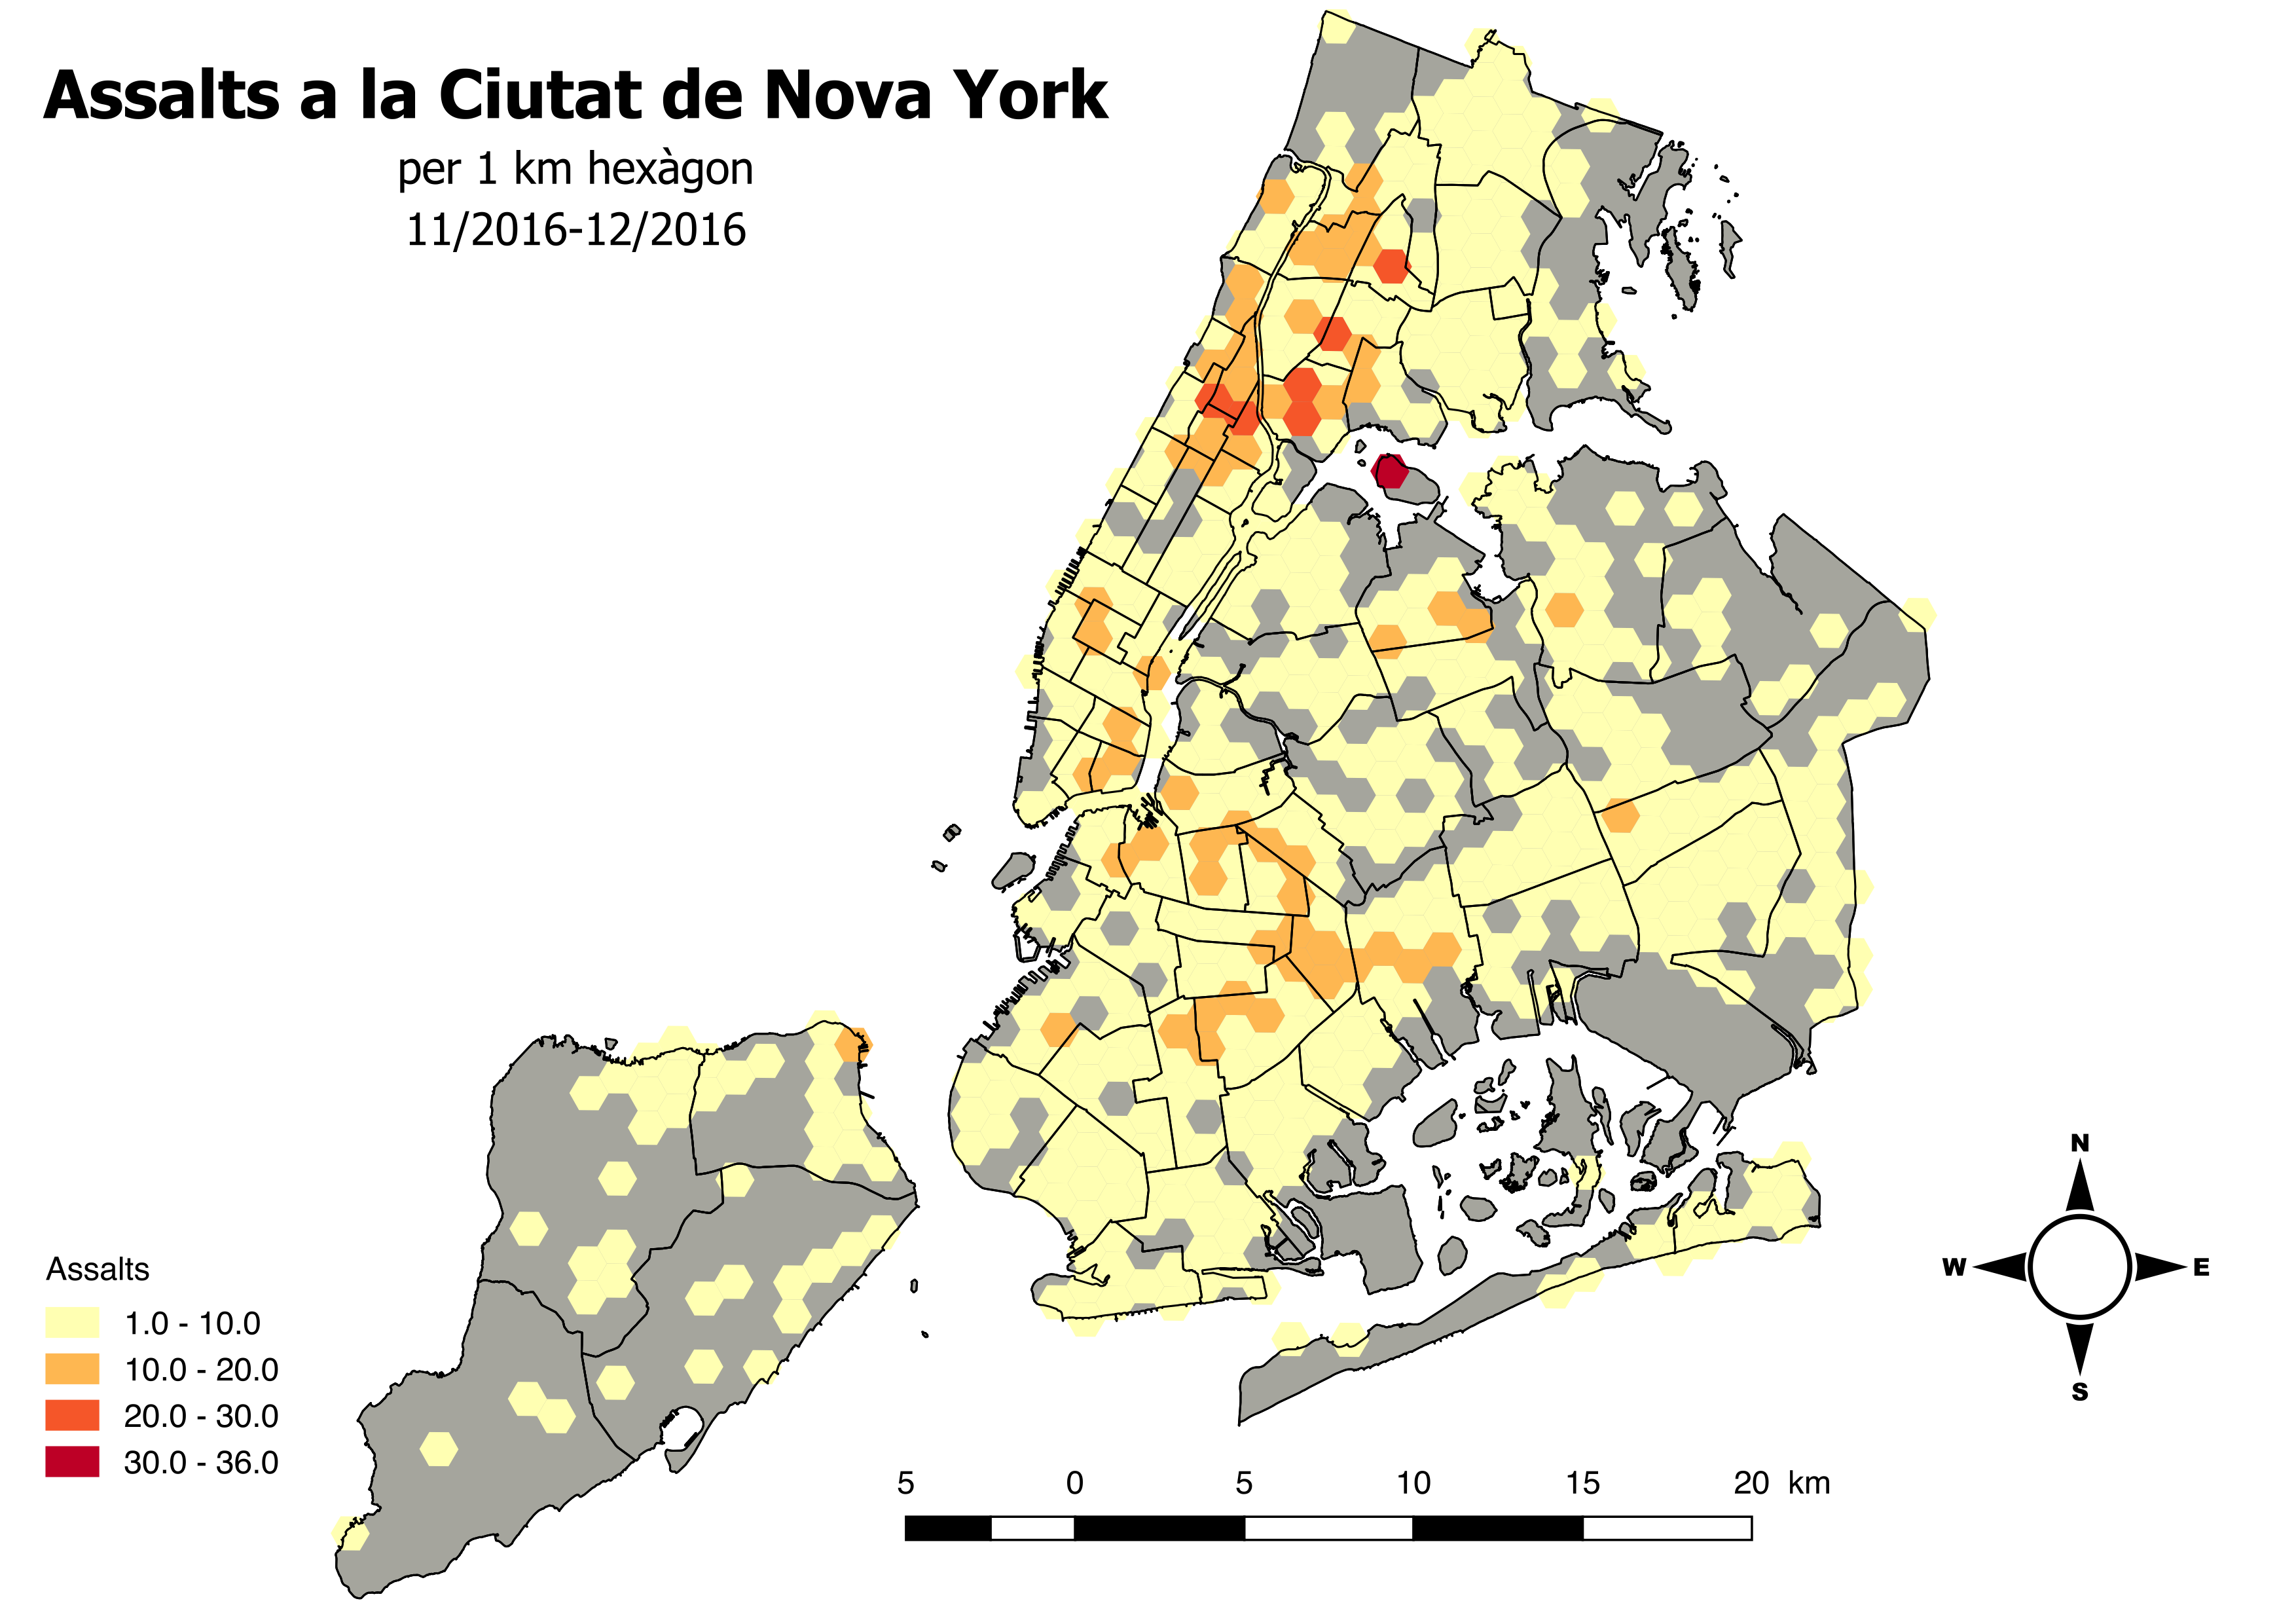 Assalts a la Ciutat de Nova York
per 1 km hexàgon
11/2016-12/2016
Assalts
1.0 - 10.0
10.0 - 20.0
20.0 - 30.0
30.0 - 36.0
5 0 5 10 15 20 km
N
W E
S